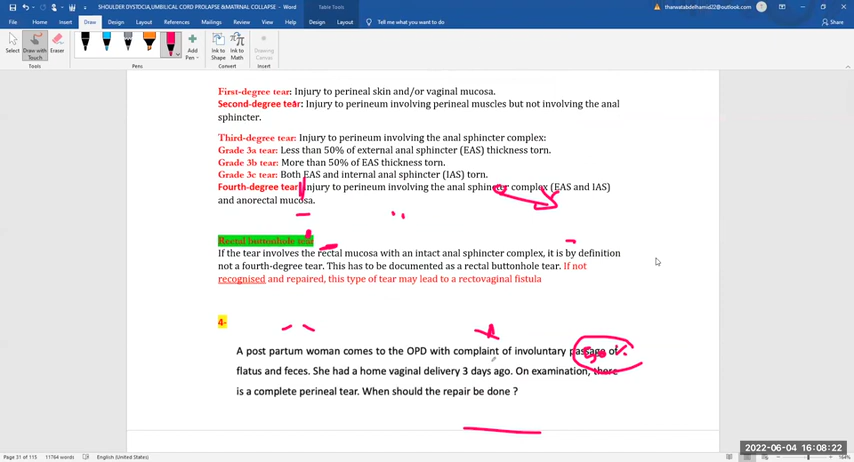 SHOULDER DYSTOCIA,UMBILICAL CORD PROLAPSE &MATRNAL COLLAPSE - Word
Table Tools
tharwatabdelhamid22@outlook.com
File Home Insert Draw Design Layout References Mailings Review View Help Design Layout Tell me what you want to do Share
Select Draw with Touch Eraser Add Pen Ink to Shape Ink to Math Drawing Canvas
Tools Pens Convert Insert
First-degree tear: Injury to perineal skin and/or vaginal mucosa.
Second-degree tear: Injury to perineum involving perineal muscles but not involving the anal
sphincter.
Third-degree tear: Injury to perineum involving the anal sphincter complex:
Grade 3a tear: Less than 50% of external anal sphincter (EAS) thickness torn.
Grade 3b tear: More than 50% of EAS thickness torn.
Grade 3c tear: Both EAS and internal anal sphincter (IAS) torn.
Fourth-degree tear Injury to perineum involving the anal sphincter complex (EAS and IAS)
and anorectal mucosa.
Rectal buttonhole tear
If the tear involves the rectal mucosa with an intact anal sphincter complex, it is by definition
not a fourth-degree tear. This has to be documented as a rectal buttonhole tear. If not
recognised and repaired, this type of tear may lead to a rectovaginal fistula
4-
A post partum woman comes to the OPD with complaint of involuntary passage of
flatus and feces. She had a home vaginal delivery 3 days ago. On examination, there
is a complete perineal tear. When should the repair be done ?
Page 31 of 115 11764 words English (United States) 164%
2022-06-04 16:08:22